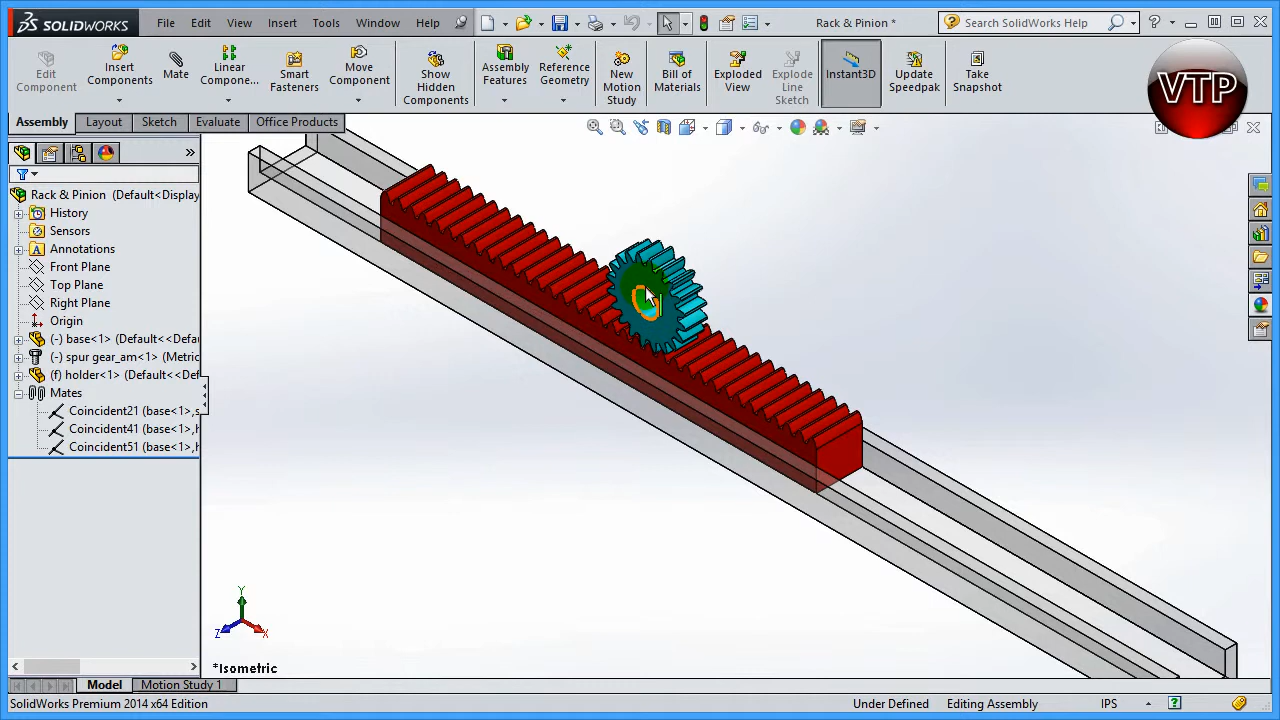 SOLIDWORKS
File Edit View Insert Tools Window Help
Rack & Pinion *
Search SolidWorks Help
Edit Component
Insert Components
Mate
Linear Compone...
Smart Fasteners
Move Component
Show Hidden Components
Assembly Features
Reference Geometry
New Motion Study
Bill of Materials
Exploded View
Explode Line Sketch
Instant3D
Update Speedpak
Take Snapshot
VTP
Assembly Layout Sketch Evaluate Office Products
Rack & Pinion (Default<Display
History
Sensors
Annotations
Front Plane
Top Plane
Right Plane
Origin
(-) base<1> (Default<<Default
(-) spur gear_am<1> (Metric
(f) holder<1> (Default<<Def
Mates
Coincident21 (base<1>,s
Coincident41 (base<1>,h
Coincident51 (base<1>,h
Y
Z X
*Isometric
Model Motion Study 1
SolidWorks Premium 2014 x64 Edition
Under Defined Editing Assembly IPS